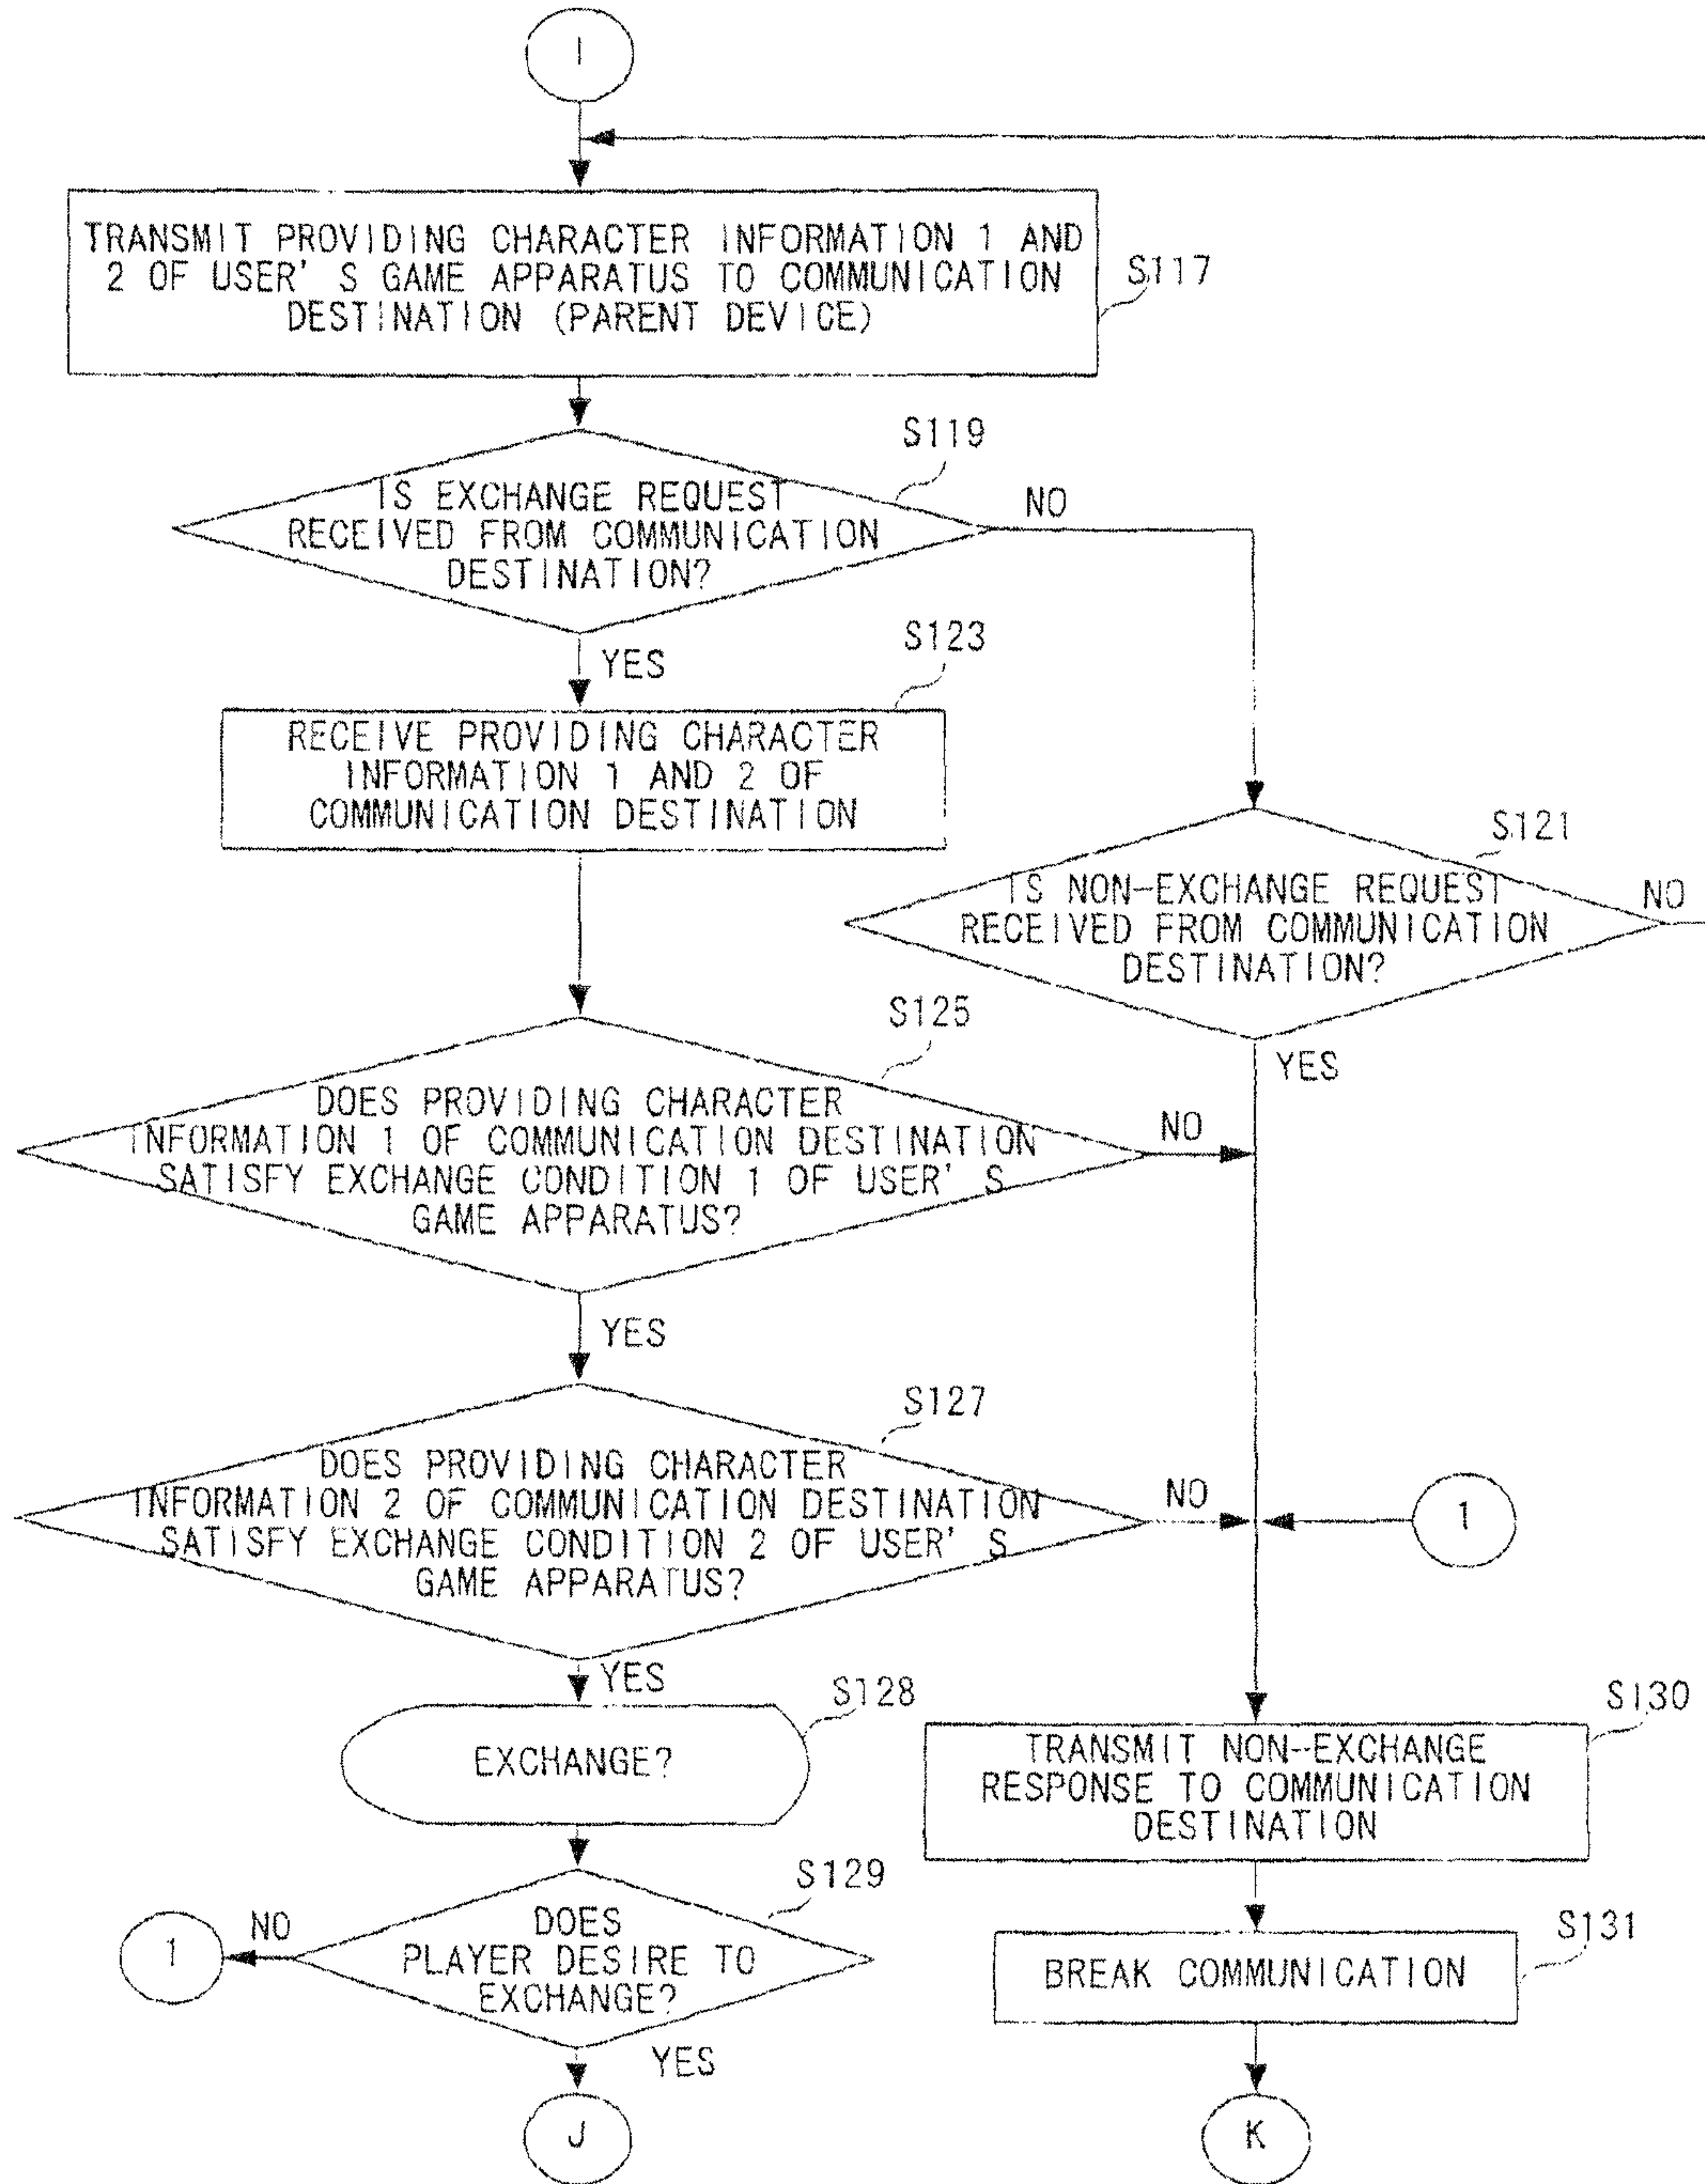 I
TRANSMIT PROVIDING CHARACTER INFORMATION 1 AND
2 OF USER'S GAME APPARATUS TO COMMUNICATION
DESTINATION (PARENT DEVICE)
S117
S119
IS EXCHANGE REQUEST
RECEIVED FROM COMMUNICATION
DESTINATION?
NO
YES
S123
RECEIVE PROVIDING CHARACTER
INFORMATION 1 AND 2 OF
COMMUNICATION DESTINATION
S121
IS NON-EXCHANGE REQUEST
RECEIVED FROM COMMUNICATION
DESTINATION?
NO
YES
S125
DOES PROVIDING CHARACTER
INFORMATION 1 OF COMMUNICATION DESTINATION
SATISFY EXCHANGE CONDITION 1 OF USER'S
GAME APPARATUS?
NO
YES
S127
DOES PROVIDING CHARACTER
INFORMATION 2 OF COMMUNICATION DESTINATION
SATISFY EXCHANGE CONDITION 2 OF USER'S
GAME APPARATUS?
NO
1
YES
S128
EXCHANGE?
S130
TRANSMIT NON-EXCHANGE
RESPONSE TO COMMUNICATION
DESTINATION
S129
DOES
PLAYER DESIRE TO
EXCHANGE?
NO
1
YES
S131
BREAK COMMUNICATION
J
K